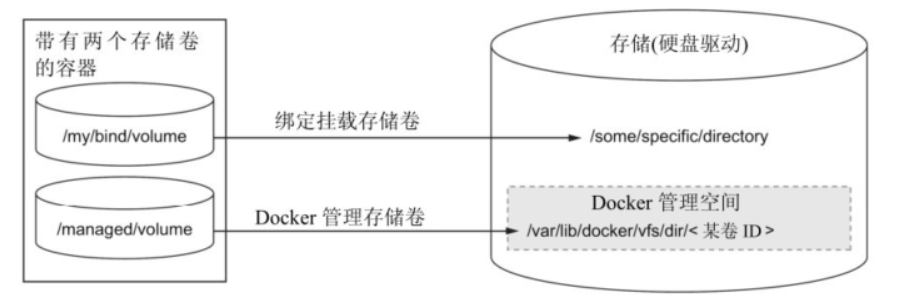 带有两个存储卷
的容器
/my/bind/volume
/managed/volume
绑定挂载存储卷
Docker 管理存储卷
存储(硬盘驱动)
/some/specific/directory
Docker 管理空间
/var/lib/docker/vfs/dir/< 某卷 ID >